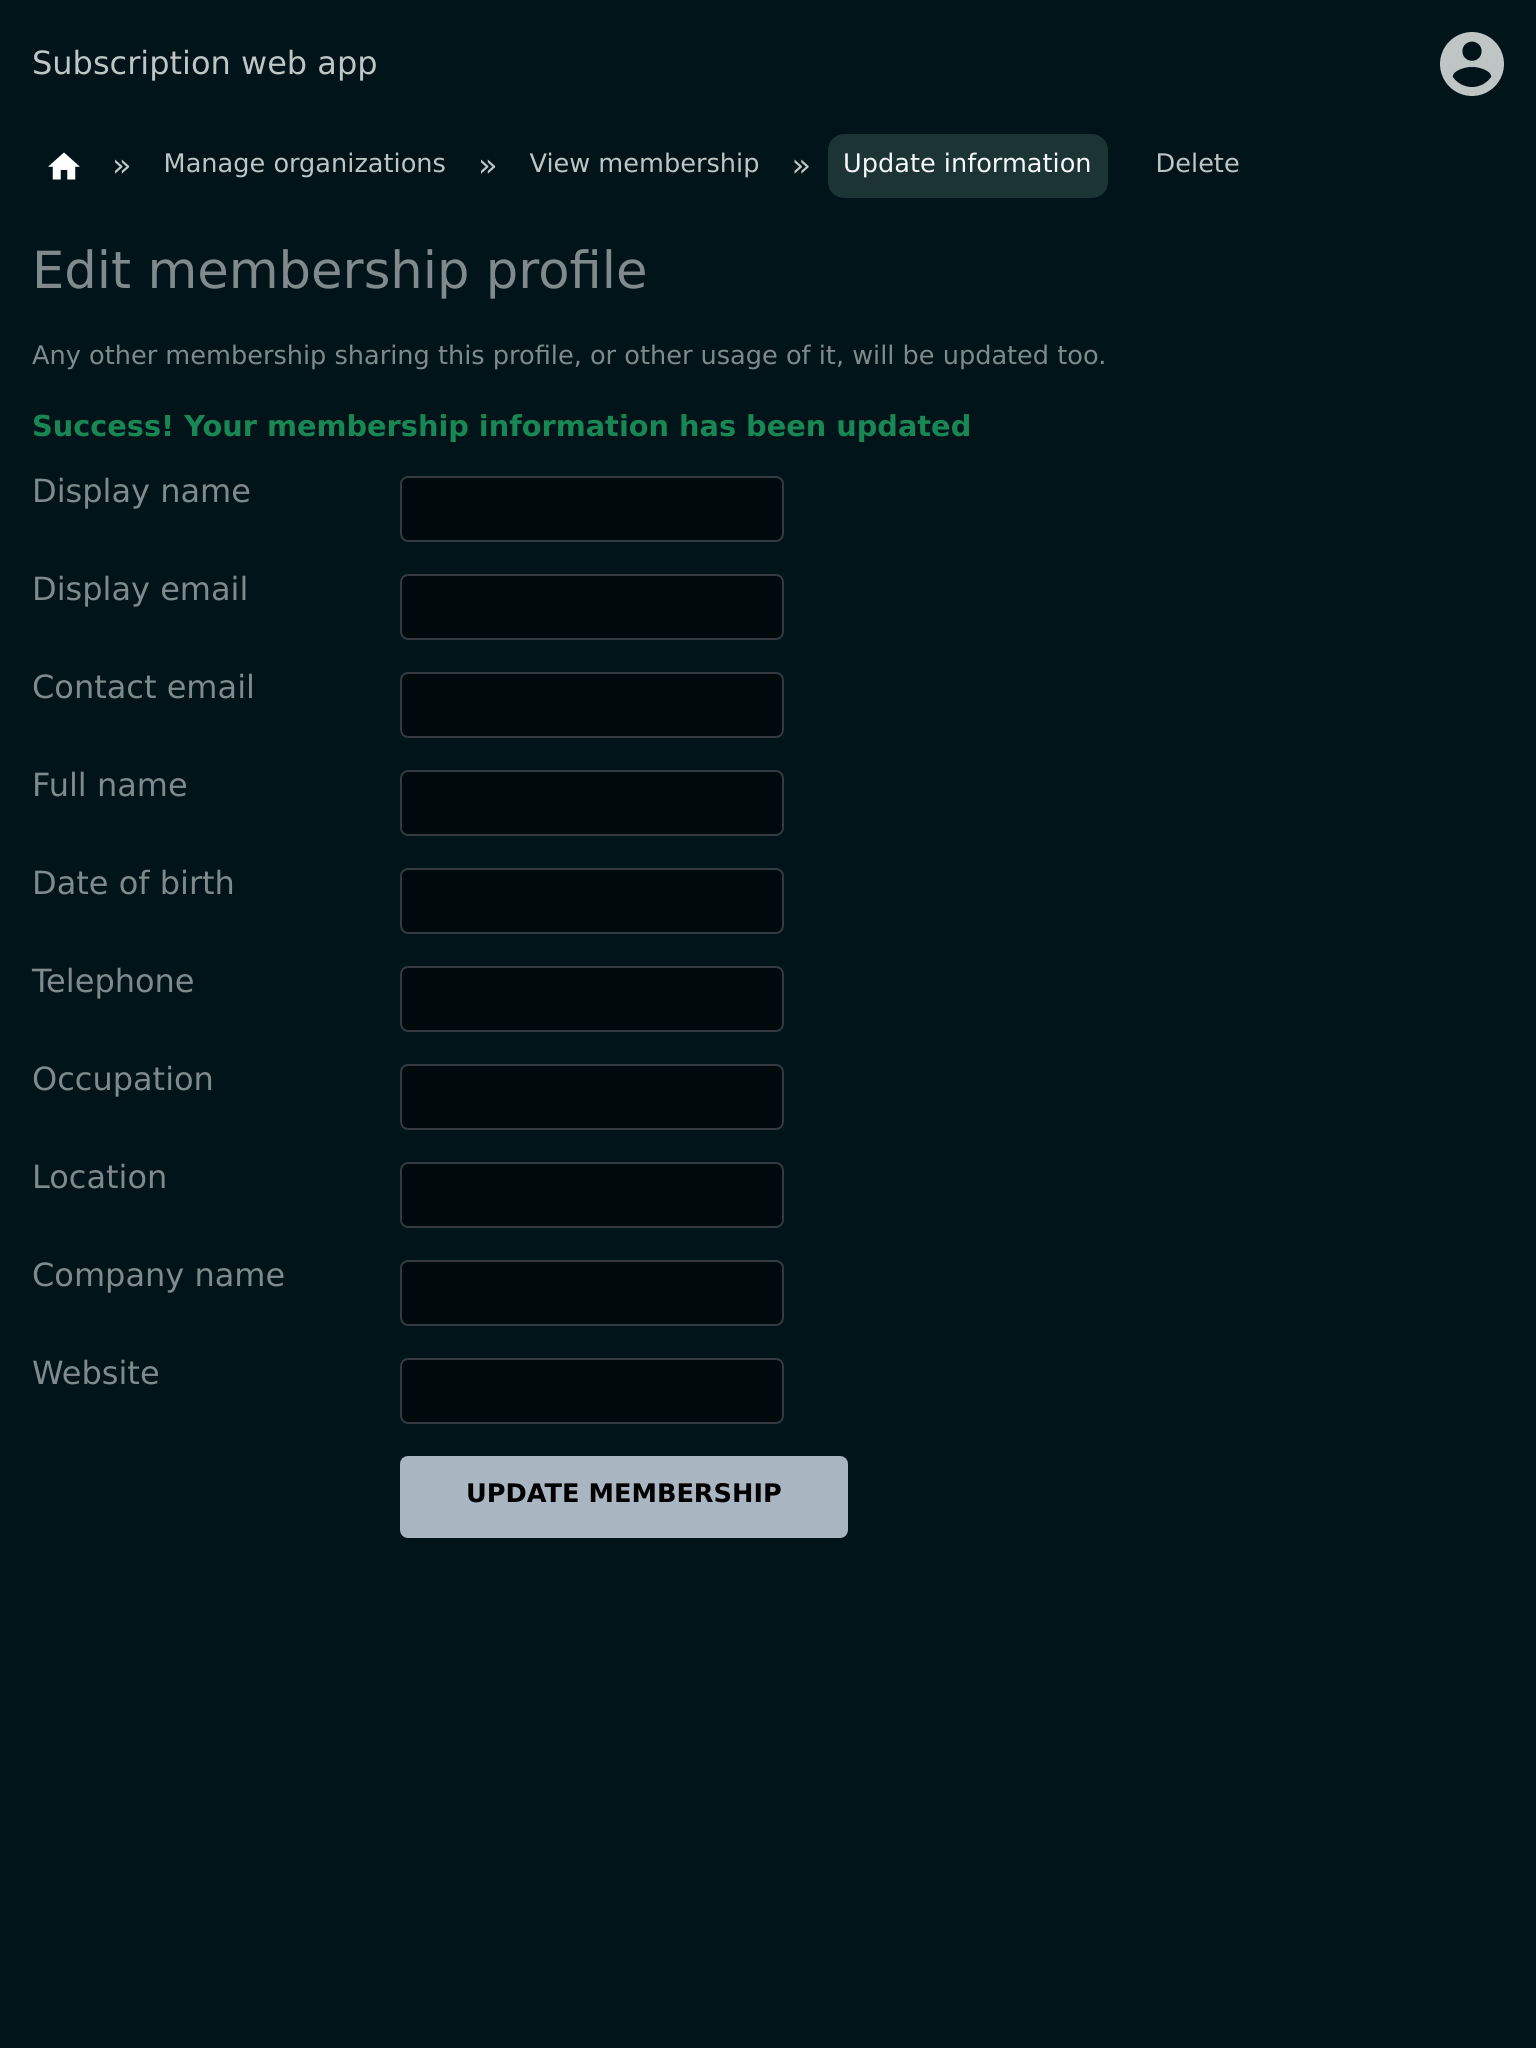 Subscription web app
» Manage organizations » View membership » Update information Delete
Edit membership profile
Any other membership sharing this profile, or other usage of it, will be updated too.
Success! Your membership information has been updated
Display name
Display email
Contact email
Full name
Date of birth
Telephone
Occupation
Location
Company name
Website
UPDATE MEMBERSHIP